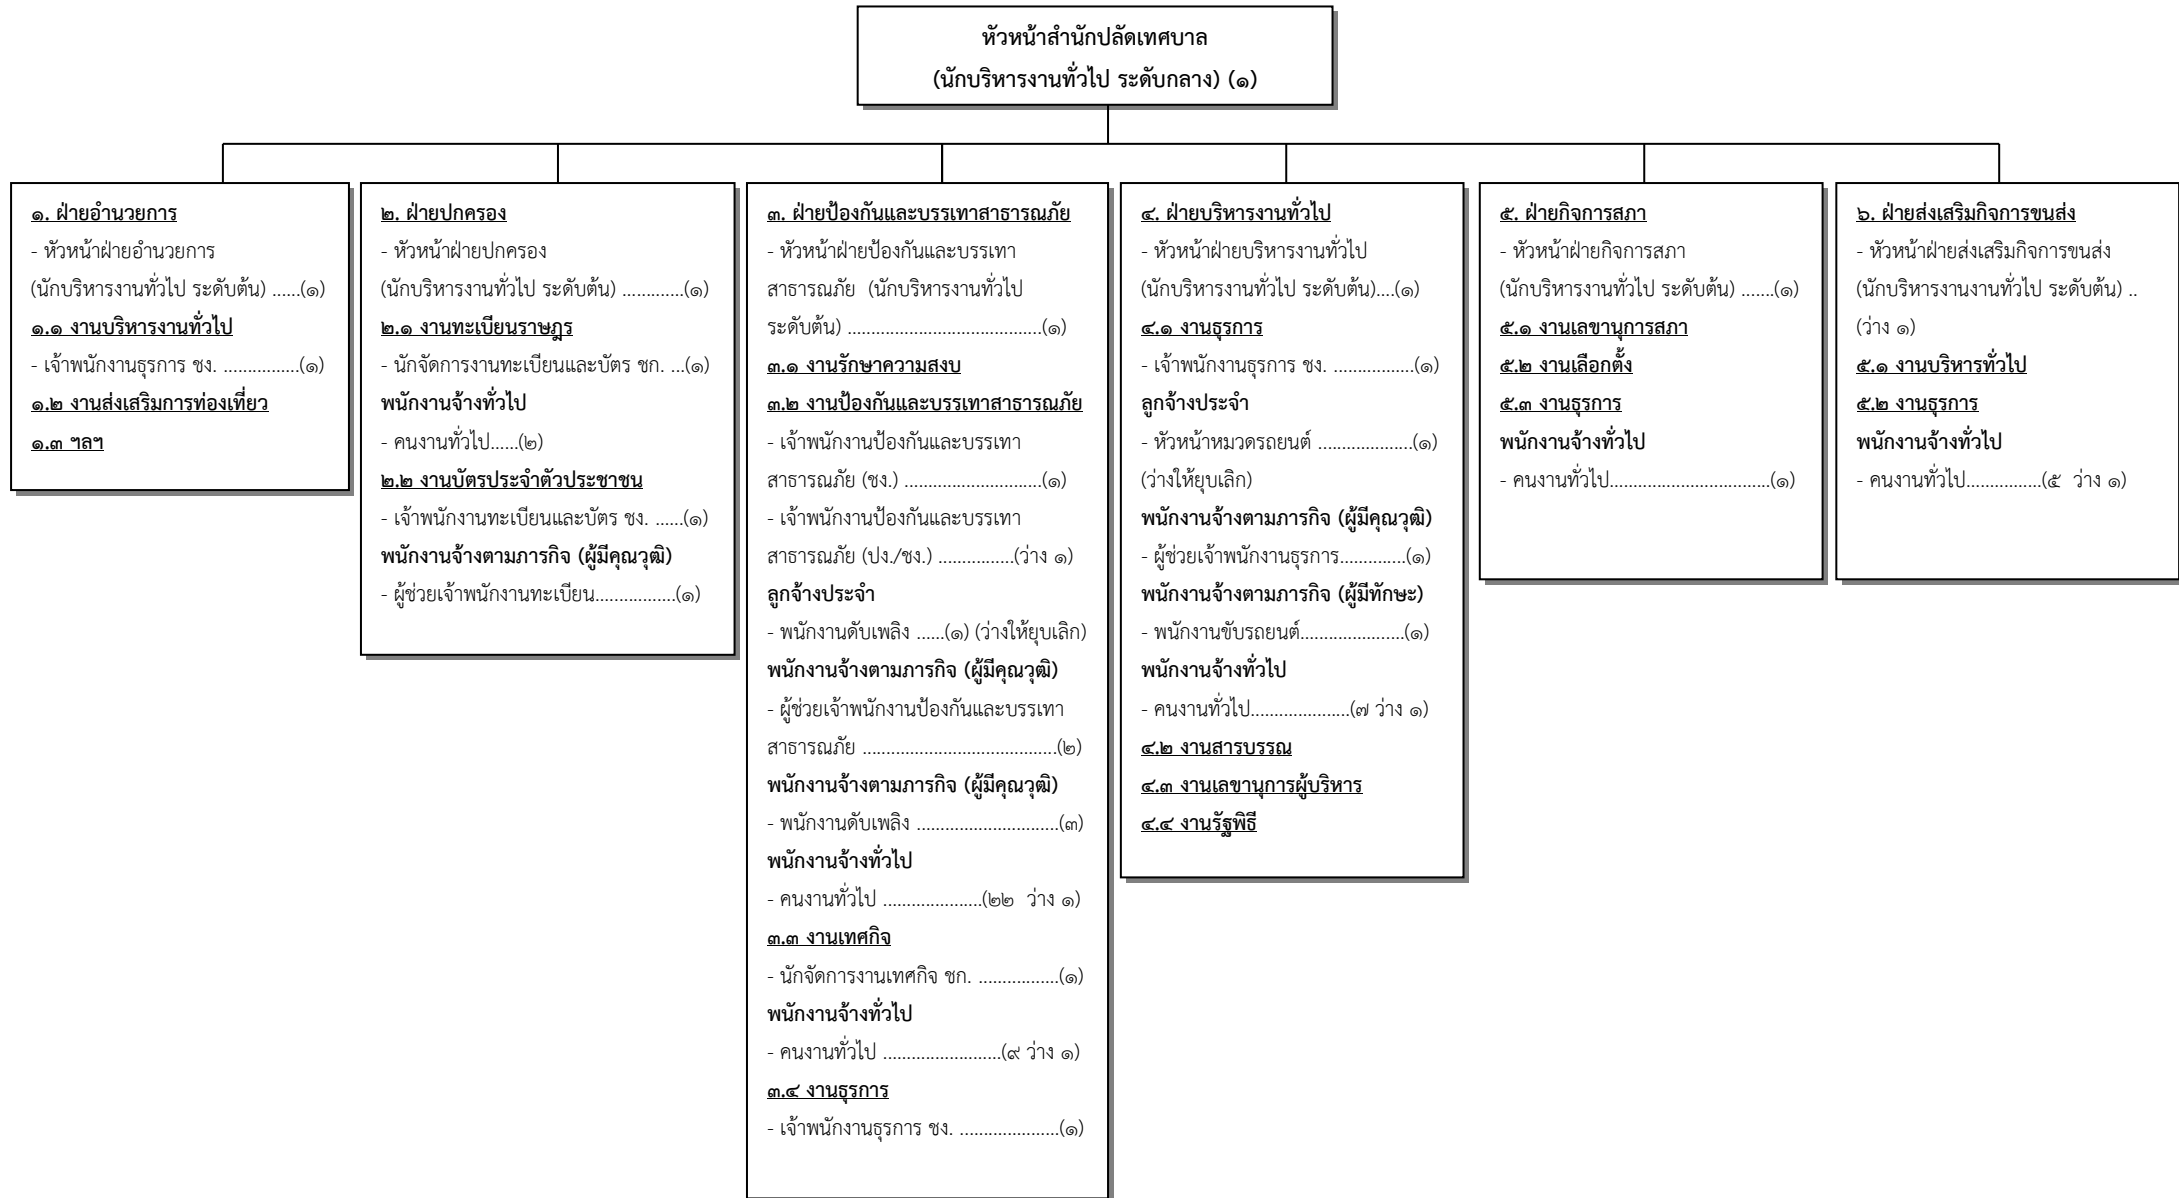 หัวหน้าสำนักปลัดเทศบาล
(นักบริหารงานทั่วไป ระดับกลาง) (๑)
๑. ฝ่ายอำนวยการ
- หัวหน้าฝ่ายอำนวยการ
(นักบริหารงานทั่วไป ระดับต้น) ......(๑)
๑.๑ งานบริหารงานทั่วไป
- เจ้าพนักงานธุรการ ชง. ................(๑)
๑.๒ งานส่งเสริมการท่องเที่ยว
๑.๓ ฯลฯ
๒. ฝ่ายปกครอง
- หัวหน้าฝ่ายปกครอง
(นักบริหารงานทั่วไป ระดับต้น) .............(๑)
๒.๑ งานทะเบียนราษฎร
- นักจัดการงานทะเบียนและบัตร ชก. ...(๑)
พนักงานจ้างทั่วไป
- คนงานทั่วไป......(๒)
๒.๒ งานบัตรประจำตัวประชาชน
- เจ้าพนักงานทะเบียนและบัตร ชง. ......(๑)
พนักงานจ้างตามภารกิจ (ผู้มีคุณวุฒิ)
- ผู้ช่วยเจ้าพนักงานทะเบียน.................(๑)
๓. ฝ่ายป้องกันและบรรเทาสาธารณภัย
- หัวหน้าฝ่ายป้องกันและบรรเทา
สาธารณภัย (นักบริหารงานทั่วไป
ระดับต้น) .........................................(๑)
๓.๑ งานรักษาความสงบ
๓.๒ งานป้องกันและบรรเทาสาธารณภัย
- เจ้าพนักงานป้องกันและบรรเทา
สาธารณภัย (ชง.) .............................(๑)
- เจ้าพนักงานป้องกันและบรรเทา
สาธารณภัย (ปง./ชง.) ................(ว่าง ๑)
ลูกจ้างประจำ
- พนักงานดับเพลิง ......(๑) (ว่างให้ยุบเลิก)
พนักงานจ้างตามภารกิจ (ผู้มีคุณวุฒิ)
- ผู้ช่วยเจ้าพนักงานป้องกันและบรรเทา
สาธารณภัย .........................................(๒)
พนักงานจ้างตามภารกิจ (ผู้มีคุณวุฒิ)
- พนักงานดับเพลิง ..............................(๓)
พนักงานจ้างทั่วไป
- คนงานทั่วไป .....................(๒๒ ว่าง ๑)
๓.๓ งานเทศกิจ
- นักจัดการงานเทศกิจ ชก. .................(๑)
พนักงานจ้างทั่วไป
- คนงานทั่วไป .........................(๙ ว่าง ๑)
๓.๔ งานธุรการ
- เจ้าพนักงานธุรการ ชง. .....................(๑)
๔. ฝ่ายบริหารงานทั่วไป
- หัวหน้าฝ่ายบริหารงานทั่วไป
(นักบริหารงานทั่วไป ระดับต้น)....(๑)
๔.๑ งานธุรการ
- เจ้าพนักงานธุรการ ชง. .................(๑)
ลูกจ้างประจำ
- หัวหน้าหมวดรถยนต์ ....................(๑)
(ว่างให้ยุบเลิก)
พนักงานจ้างตามภารกิจ (ผู้มีคุณวุฒิ)
- ผู้ช่วยเจ้าพนักงานธุรการ..............(๑)
พนักงานจ้างตามภารกิจ (ผู้มีทักษะ)
- พนักงานขับรถยนต์......................(๑)
พนักงานจ้างทั่วไป
- คนงานทั่วไป.....................(๗ ว่าง ๑)
๔.๒ งานสารบรรณ
๔.๓ งานเลขานุการผู้บริหาร
๔.๔ งานรัฐพิธี
๕. ฝ่ายกิจการสภา
- หัวหน้าฝ่ายกิจการสภา
(นักบริหารงานทั่วไป ระดับต้น) .......(๑)
๕.๑ งานเลขานุการสภา
๕.๒ งานเลือกตั้ง
๕.๓ งานธุรการ
พนักงานจ้างทั่วไป
- คนงานทั่วไป..................................(๑)
๖. ฝ่ายส่งเสริมกิจการขนส่ง
- หัวหน้าฝ่ายส่งเสริมกิจการขนส่ง
(นักบริหารงานงานทั่วไป ระดับต้น) ..
(ว่าง ๑)
๕.๑ งานบริหารทั่วไป
๕.๒ งานธุรการ
พนักงานจ้างทั่วไป
- คนงานทั่วไป................(๕ ว่าง ๑)